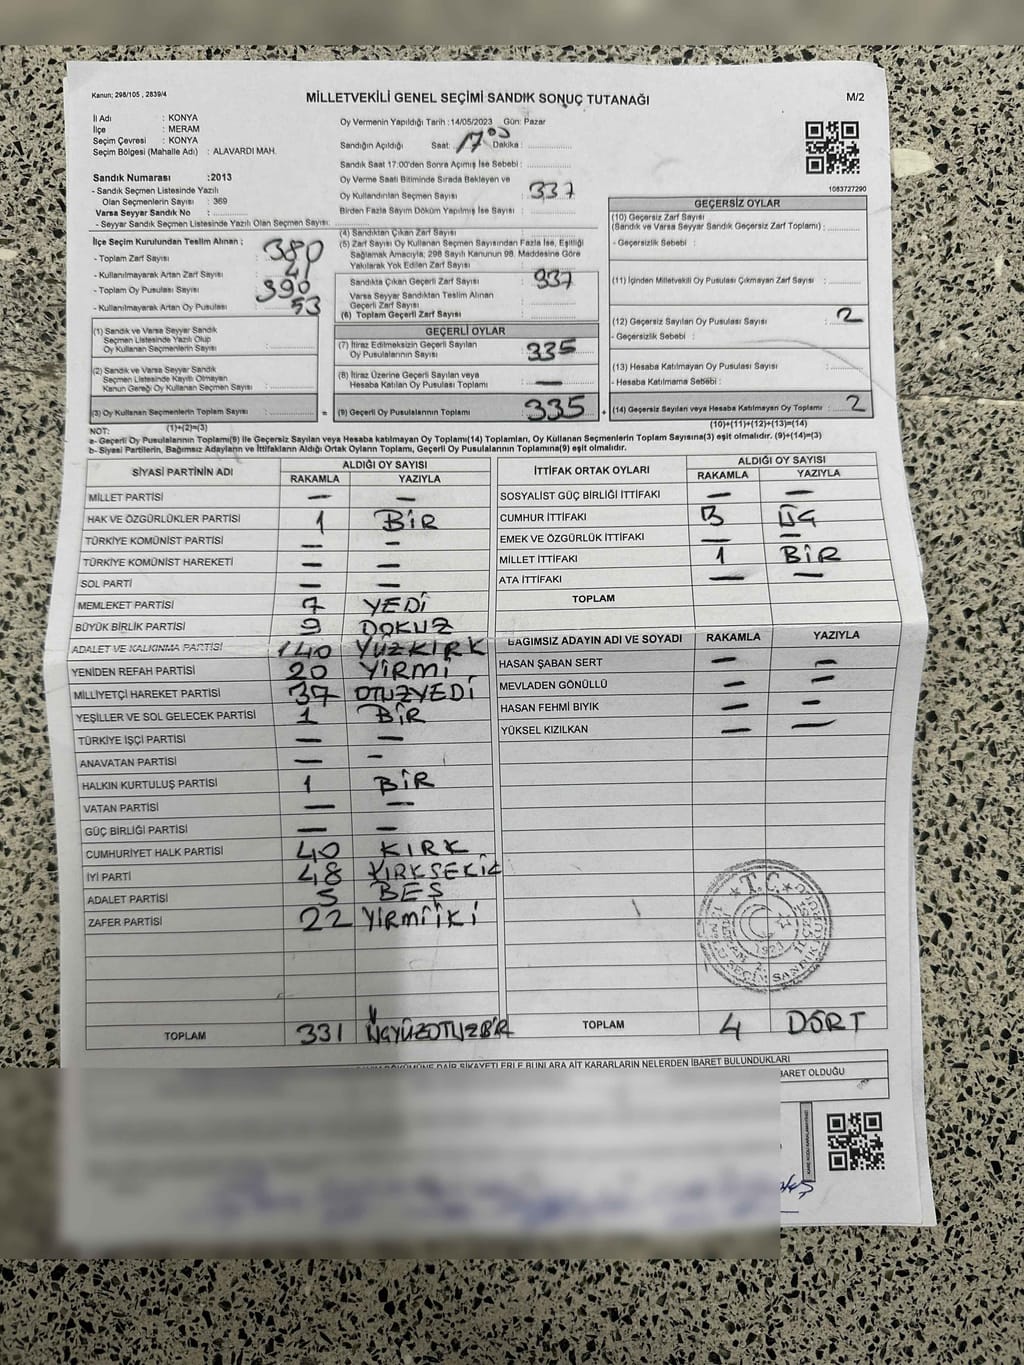 Kanun; 298/105 , 2839/4
MİLLETVEKİLİ GENEL SEÇİMİ SANDIK SONUÇ TUTANAĞI
M/2
İl Adı : KONYA
İlçe : MERAM
Seçim Çevresi : KONYA
Seçim Bölgesi (Mahalle Adı) : ALAVARDI MAH.
Sandık Numarası :2013
- Sandık Seçmen Listesinde Yazılı
Olan Seçmenlerin Sayısı : 369
Varsa Seyyar Sandık No :
- Seyyar Sandık Seçmen Listesinde Yazılı Olan Seçmen Sayısı:
İlçe Seçim Kurulundan Teslim Alınan ;
- Toplam Zarf Sayısı : 380
- Kullanılmayarak Artan Zarf Sayısı : 41
- Toplam Oy Pusulası Sayısı : 390
- Kullanılmayarak Artan Oy Pusulası : 53
(1) Sandık ve Varsa Seyyar Sandık
Seçmen Listesinde Yazılı Olup
Oy Kullanan Seçmenlerin Sayısı :
(2) Sandık ve Varsa Seyyar Sandık
Seçmen Listesinde Kayıtlı Olmayan
Kanun Gereği Oy Kullanan Seçmen Sayısı :
(3) Oy Kullanan Seçmenlerin Toplam Sayısı : =
Oy Vermenin Yapıldığı Tarih :14/05/2023 Gün: Pazar
Sandığın Açıldığı Saat: 17 00 Dakika :
Sandık Saat 17:00'den Sonra Açılmış İse Sebebi :
Oy Verme Saati Bitiminde Sırada Bekleyen ve
Oy Kullandırılan Seçmen Sayısı : 337
Birden Fazla Sayım Döküm Yapılmış İse Sayısı :
(4) Sandıktan Çıkan Zarf Sayısı :
(5) Zarf Sayısı Oy Kullanan Seçmen Sayısından Fazla İse, Eşitliği
Sağlamak Amacıyla; 298 Sayılı Kanunun 98. Maddesine Göre
Yakılarak Yok Edilen Zarf Sayısı :
Sandıkta Çıkan Geçerli Zarf Sayısı : 337
Varsa Seyyar Sandıktan Teslim Alınan
Geçerli Zarf Sayısı :
(6) Toplam Geçerli Zarf Sayısı :
GEÇERLİ OYLAR
(7) İtiraz Edilmeksizin Geçerli Sayılan
Oy Pusulalarının Sayısı : 335
(8) İtiraz Üzerine Geçerli Sayılan veya
Hesaba Katılan Oy Pusulası Toplamı : —
(9) Geçerli Oy Pusulalarının Toplamı : 335 +
1083727290
GEÇERSİZ OYLAR
(10) Geçersiz Zarf Sayısı
(Sandık ve Varsa Seyyar Sandık Geçersiz Zarf Toplamı) :
- Geçersizlik Sebebi :
(11) İçinden Milletvekili Oy Pusulası Çıkmayan Zarf Sayısı :
(12) Geçersiz Sayılan Oy Pusulası Sayısı : 2
- Geçersizlik Sebebi :
(13) Hesaba Katılmayan Oy Pusulası Sayısı :
- Hesaba Katılmama Sebebi :
(14) Geçersiz Sayılan veya Hesaba Katılmayan Oy Toplamı : 2
NOT: (1)+(2)=(3)
(10)+(11)+(12)+(13)=(14)
a- Geçerli Oy Pusulalarının Toplamı(9) ile Geçersiz Sayılan veya Hesaba katılmayan Oy Toplamı(14) Toplamları, Oy Kullanan Seçmenlerin Toplam Sayısına(3) eşit olmalıdır. (9)+(14)=(3)
b- Siyasi Partilerin, Bağımsız Adayların ve İttifakların Aldığı Ortak Oyların Toplamı, Geçerli Oy Pusulalarının Toplamına(9) eşit olmalıdır.
SİYASİ PARTİNİN ADI ALDIĞI OY SAYISI
RAKAMLA YAZIYLA
MİLLET PARTİSİ — —
HAK VE ÖZGÜRLÜKLER PARTİSİ 1 BİR
TÜRKİYE KOMÜNİST PARTİSİ — —
TÜRKİYE KOMÜNİST HAREKETİ — —
SOL PARTİ — —
MEMLEKET PARTİSİ 7 YEDİ
BÜYÜK BİRLİK PARTİSİ 9 DOKUZ
ADALET VE KALKINMA PARTİSİ 140 YÜZKIRK
YENİDEN REFAH PARTİSİ 20 YİRMİ
MİLLİYETÇİ HAREKET PARTİSİ 37 OTUZYEDİ
YEŞİLLER VE SOL GELECEK PARTİSİ 1 BİR
TÜRKİYE İŞÇİ PARTİSİ — —
ANAVATAN PARTİSİ — —
HALKIN KURTULUŞ PARTİSİ 1 BİR
VATAN PARTİSİ — —
GÜÇ BİRLİĞİ PARTİSİ — —
CUMHURİYET HALK PARTİSİ 40 KIRK
İYİ PARTİ 48 KIRKSEKİZ
ADALET PARTİSİ 5 BEŞ
ZAFER PARTİSİ 22 YİRMİİKİ
TOPLAM 331 ÜÇYÜZOTUZBİR
İTTİFAK ORTAK OYLARI ALDIĞI OY SAYISI
RAKAMLA YAZIYLA
SOSYALİST GÜÇ BİRLİĞİ İTTİFAKI — —
CUMHUR İTTİFAKI 3 ÜÇ
EMEK VE ÖZGÜRLÜK İTTİFAKI — —
MİLLET İTTİFAKI 1 BİR
ATA İTTİFAKI — —
TOPLAM
BAĞIMSIZ ADAYIN ADI VE SOYADI RAKAMLA YAZIYLA
HASAN ŞABAN SERT — —
MEVLADEN GÖNÜLLÜ — —
HASAN FEHMİ BIYIK — —
YÜKSEL KIZILKAN — —
T.C.
1923
TOPLAM 4 DÖRT
DÖKÜMÜNE DAİR ŞİKAYETLERLE BUNLARA AİT KARARLARIN NELERDEN İBARET BULUNDUKLARI
BARET OLDUĞU